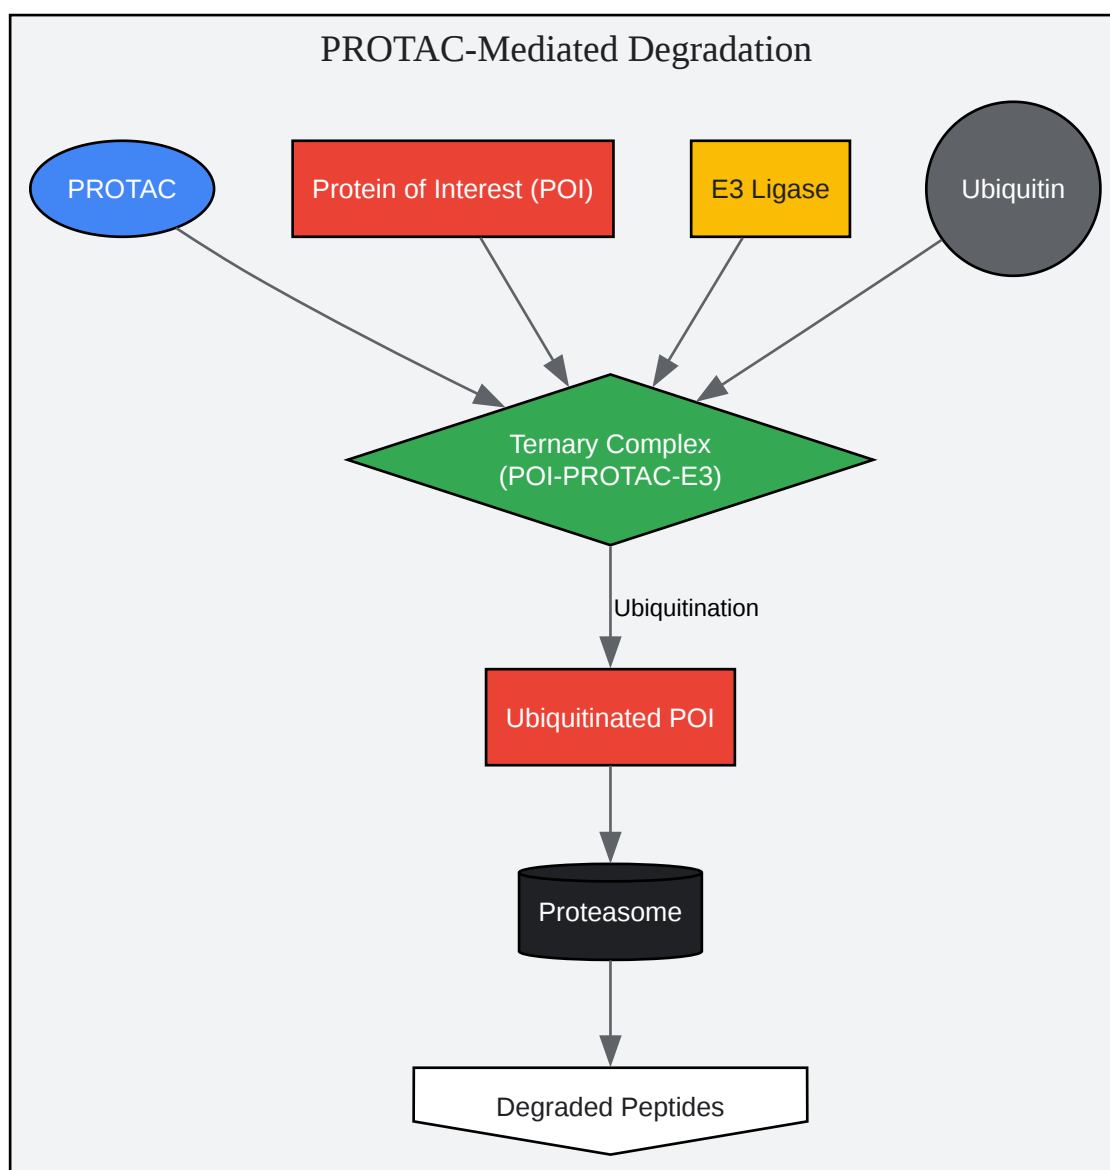 PROTAC-Mediated Degradation
PROTAC
Protein of Interest (POI)
E3 Ligase
Ubiquitin
Ternary Complex
(POI-PROTAC-E3)
Ubiquitination
Ubiquitinated POI
Proteasome
Degraded Peptides